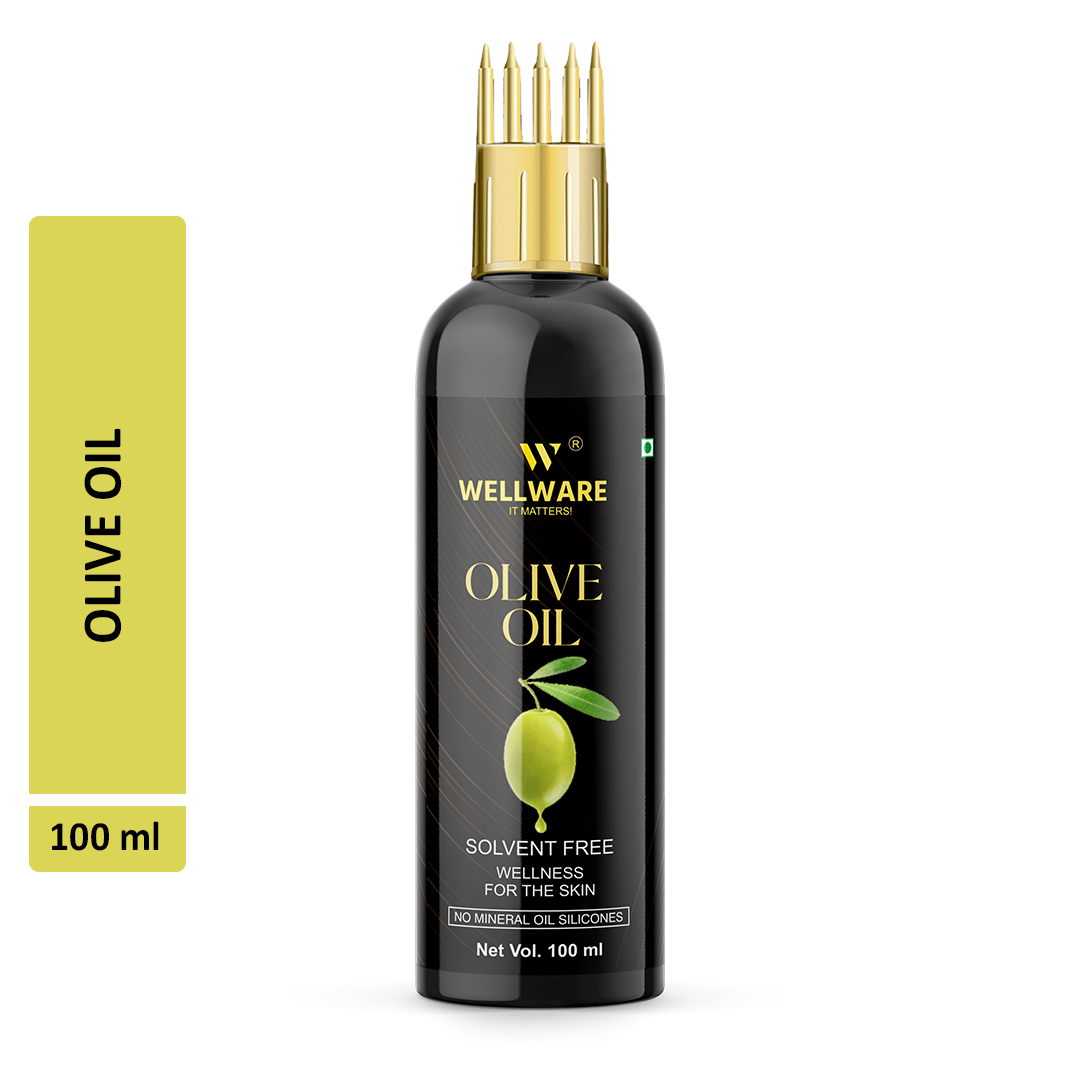 OLIVE OIL
100 ml
W ®
WELLWARE
IT MATTERS!
OLIVE
OIL
SOLVENT FREE
WELLNESS
FOR THE SKIN
NO MINERAL OIL SILICONES
Net Vol. 100 ml